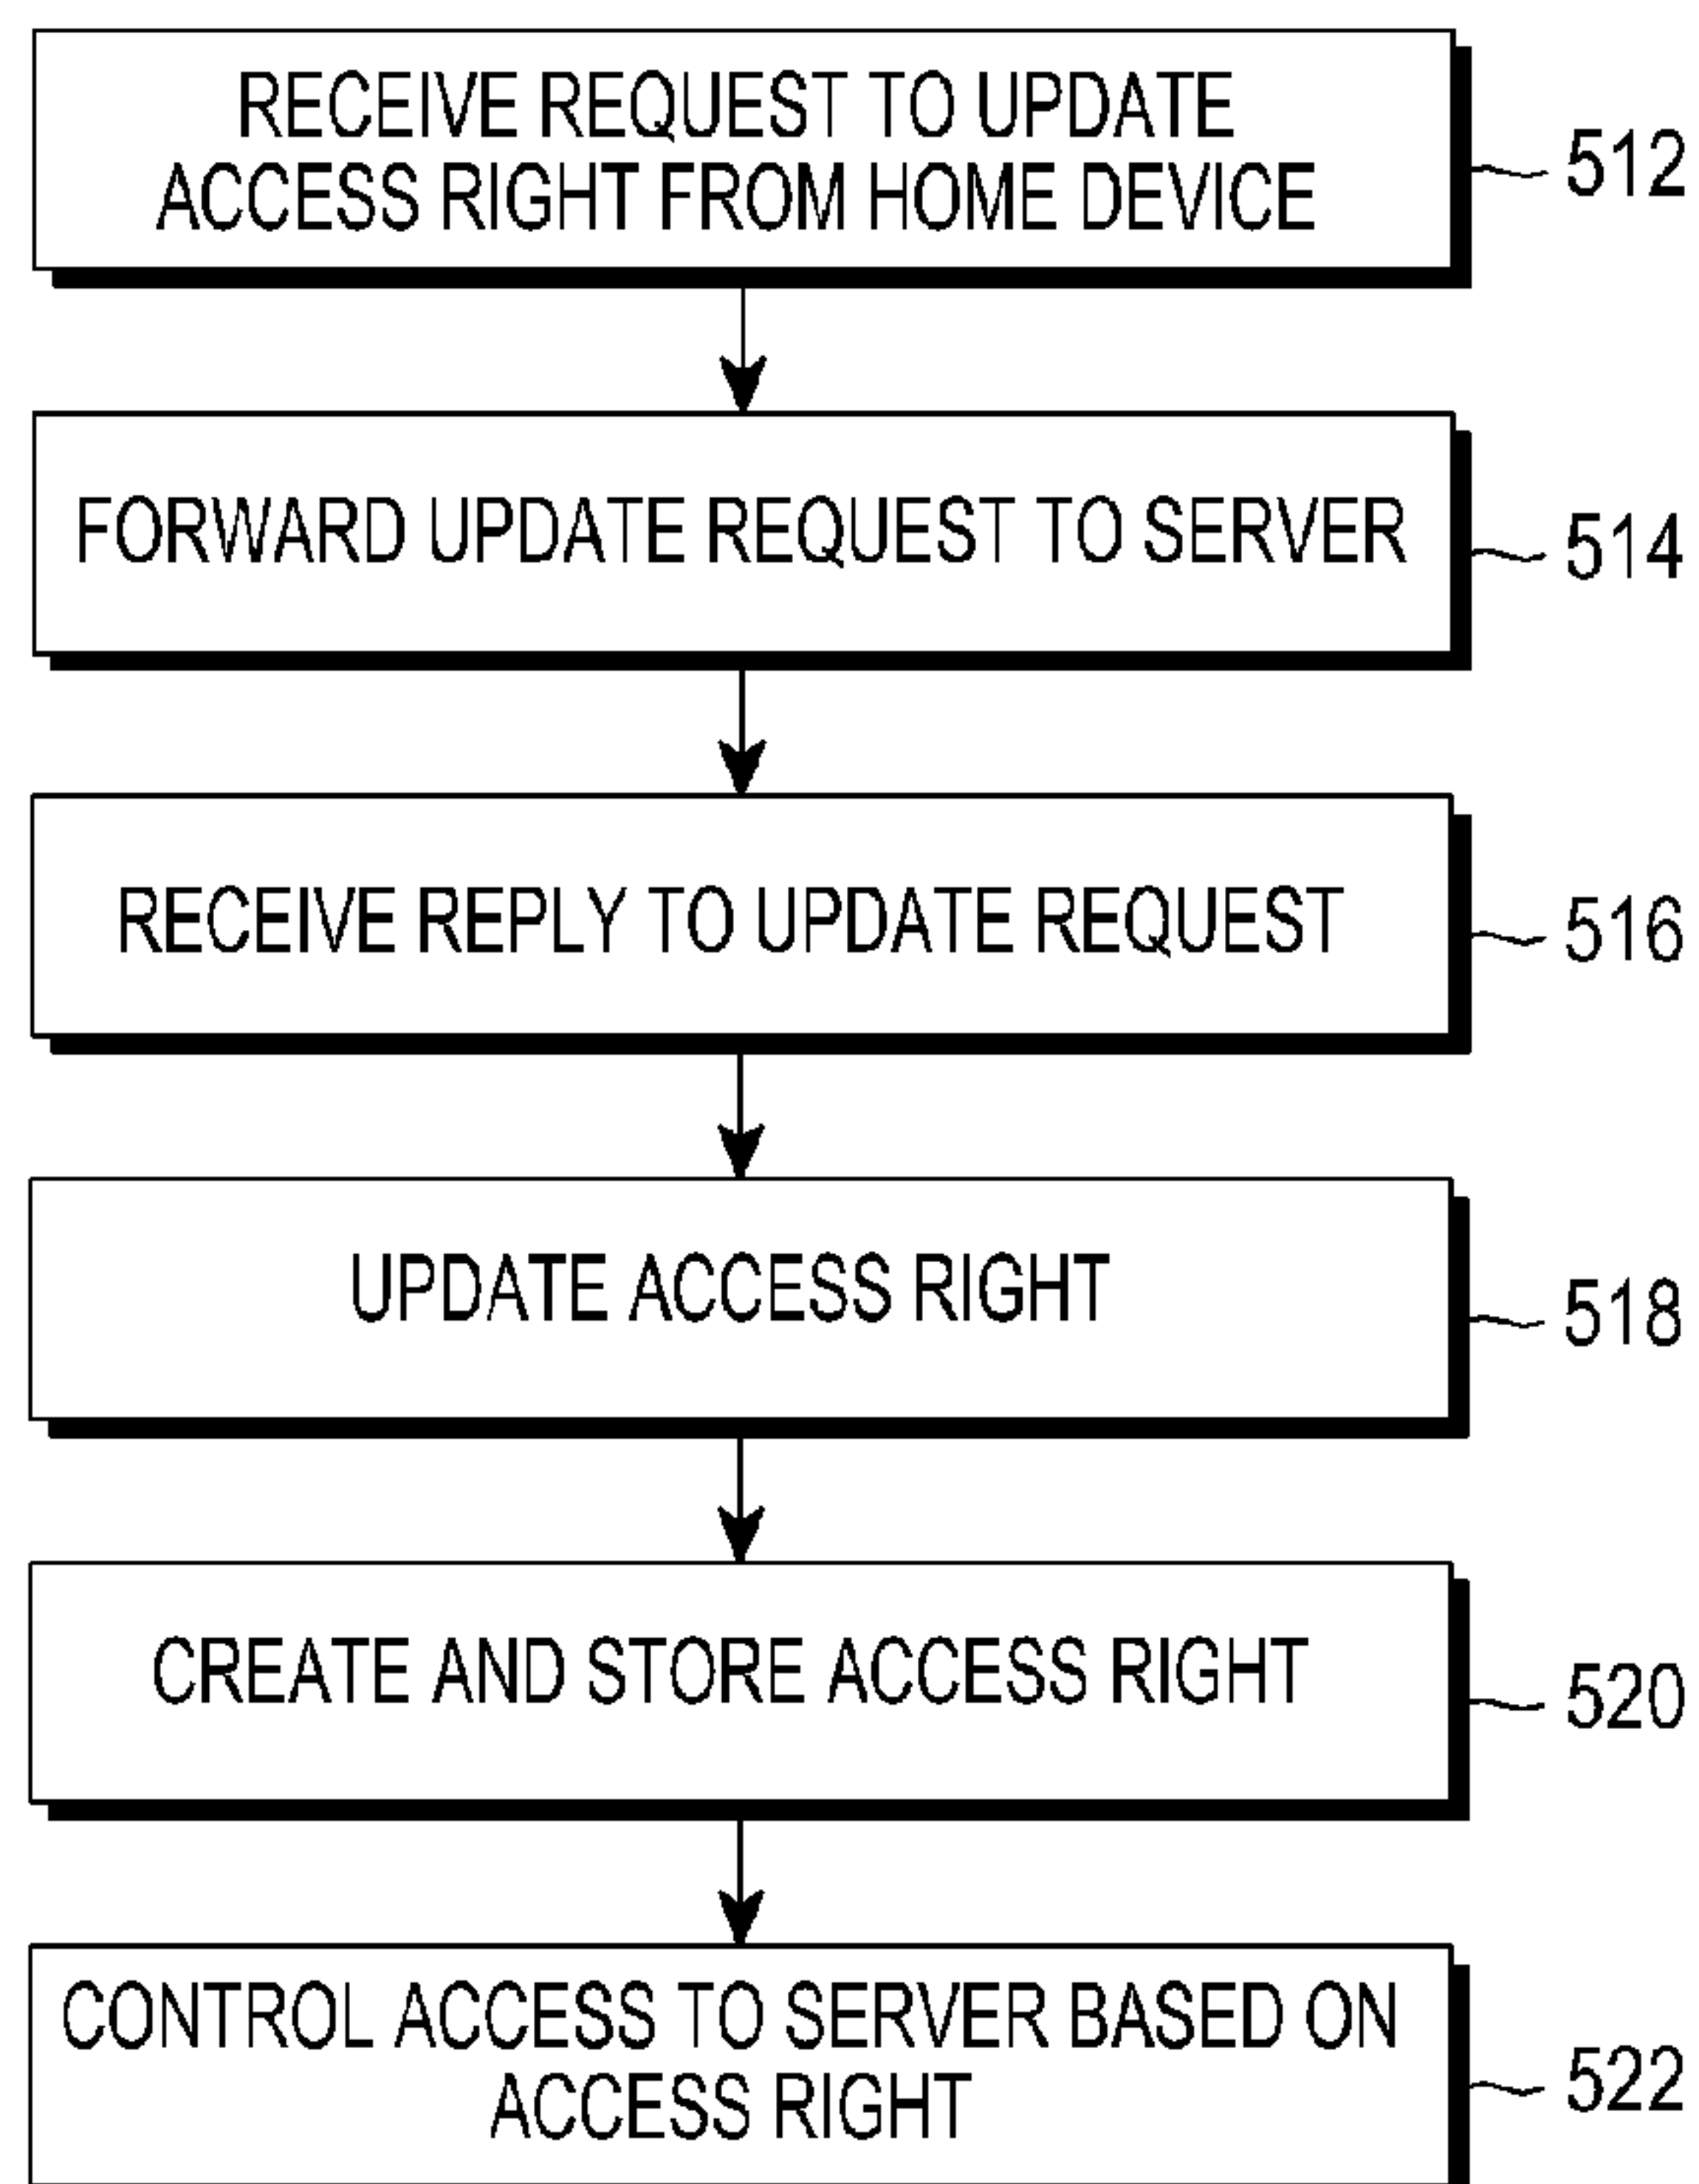 RECEIVE REQUEST TO UPDATE
ACCESS RIGHT FROM HOME DEVICE
512
FORWARD UPDATE REQUEST TO SERVER
514
RECEIVE REPLY TO UPDATE REQUEST
516
UPDATE ACCESS RIGHT
518
CREATE AND STORE ACCESS RIGHT
520
CONTROL ACCESS TO SERVER BASED ON
ACCESS RIGHT
522